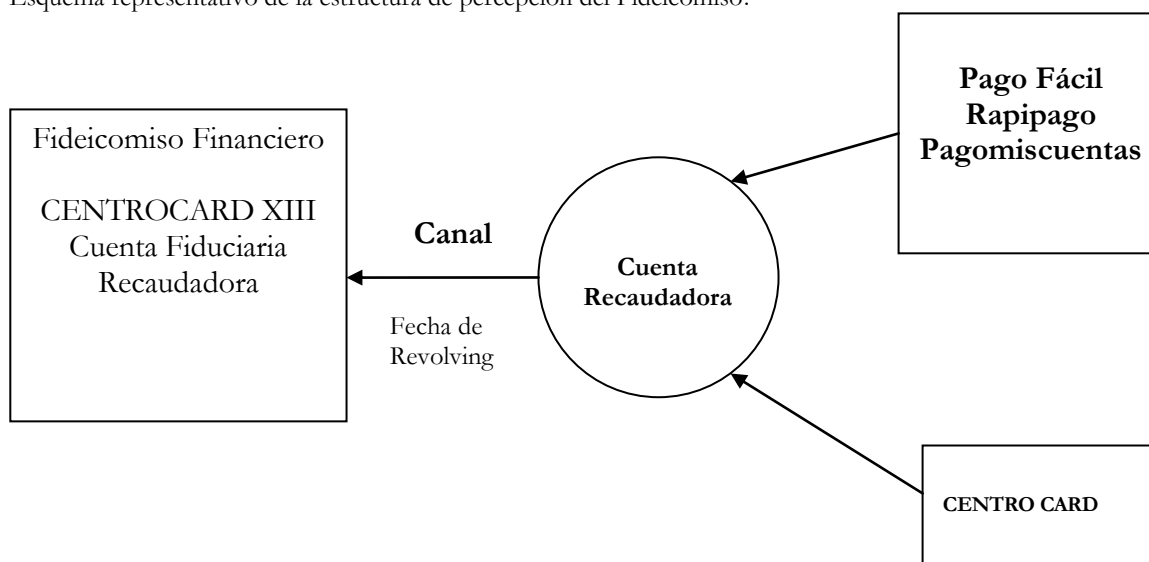 Esquema representativo de la estructura de percepción del Fideicomiso:
Fideicomiso Financiero
CENTROCARD XIII
Cuenta Fiduciaria
Recaudadora
Canal
Fecha de
Revolving
Cuenta
Recaudadora
Pago Fácil
Rapipago
Pagomiscuentas
CENTRO CARD